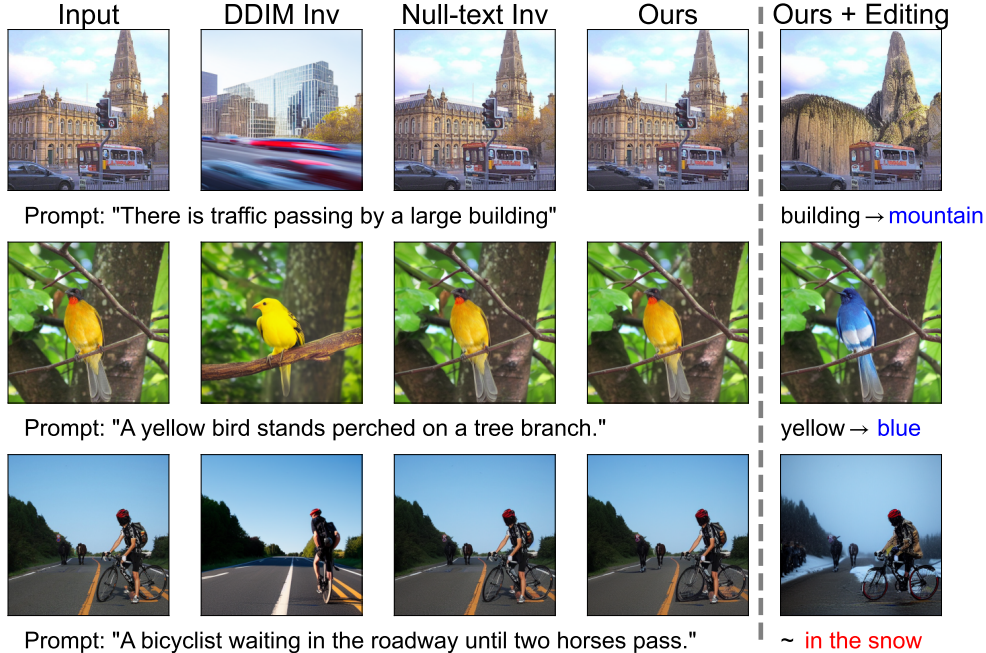 Input DDIM Inv Null-text Inv Ours Ours + Editing
Prompt: "There is traffic passing by a large building" building → mountain
Prompt: "A yellow bird stands perched on a tree branch." yellow → blue
Prompt: "A bicyclist waiting in the roadway until two horses pass." ~ in the snow